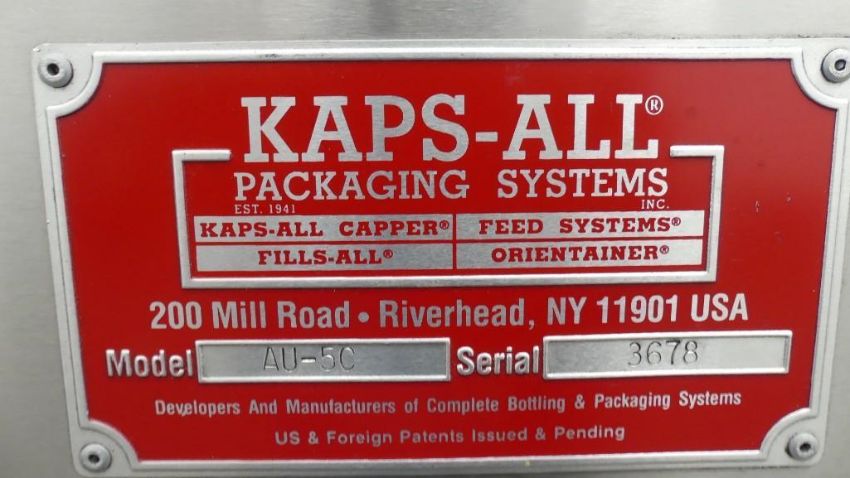 KAPS-ALL®
PACKAGING SYSTEMS
EST. 1941 INC.
KAPS-ALL CAPPER® FEED SYSTEMS®
FILLS-ALL® ORIENTAINER®
200 Mill Road • Riverhead, NY 11901 USA
Model AU-5C Serial 3678
Developers And Manufacturers of Complete Bottling & Packaging Systems
US & Foreign Patents Issued & Pending